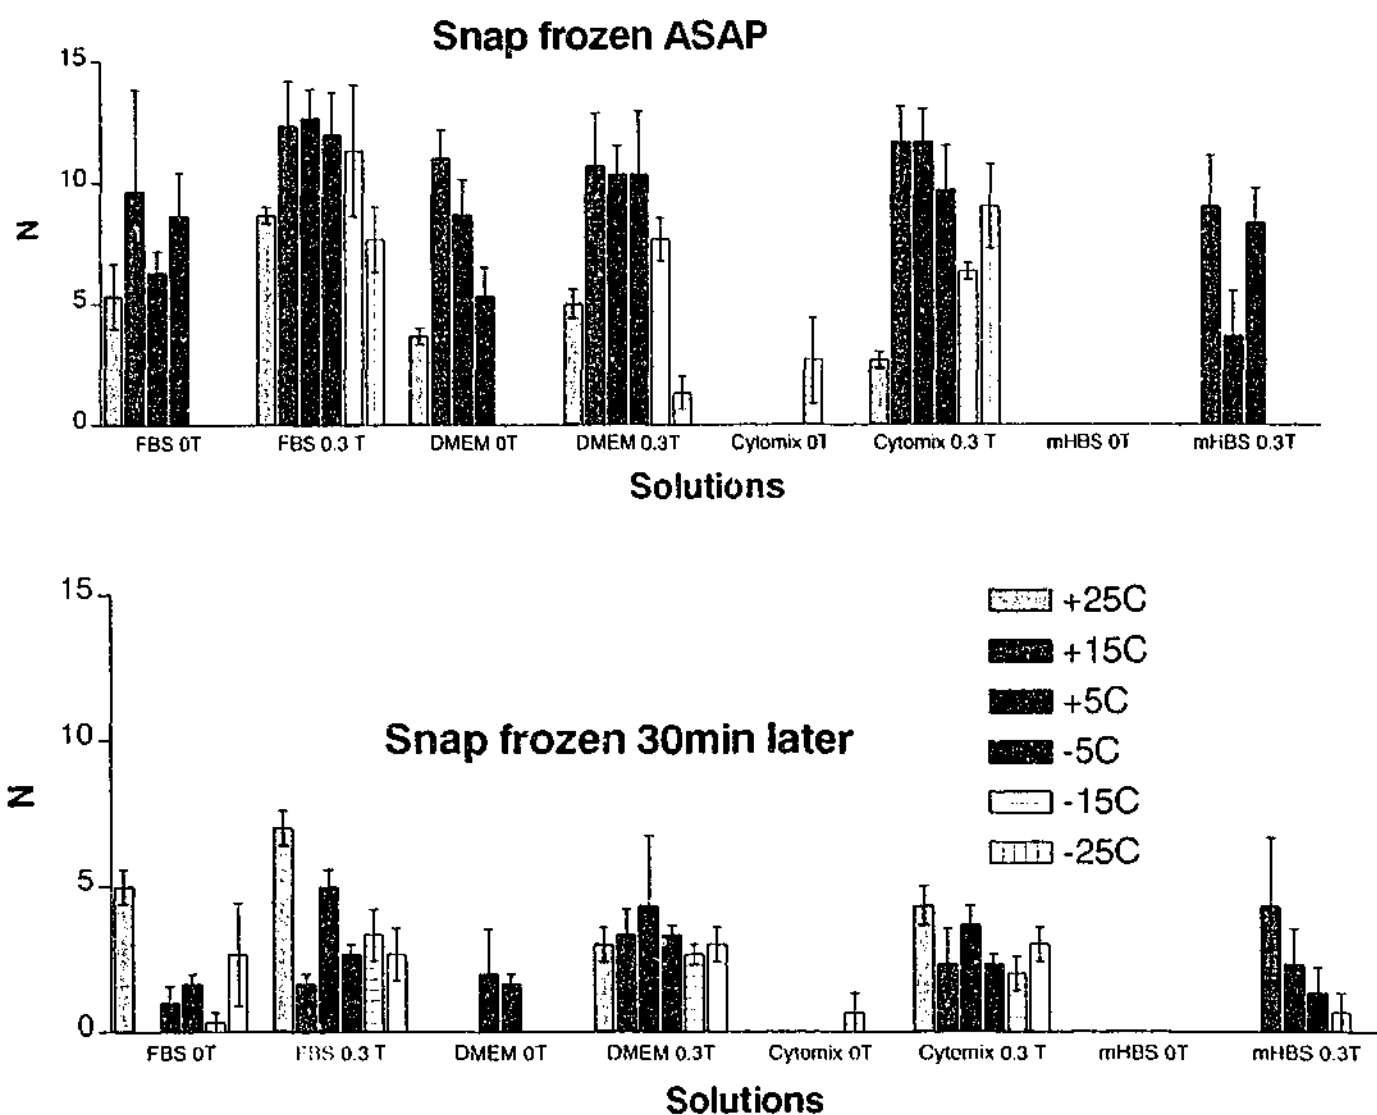 Snap frozen ASAP
15
10
5
0
N
FBS 0T
FBS 0.3 T
DMEM 0T
DMEM 0.3T
Cytomix 0T
Cytomix 0.3 T
mHBS 0T
mHBS 0.3T
Solutions
Snap frozen 30min later
15
10
5
0
N
+25C
+15C
+5C
-5C
-15C
-25C
FBS 0T
FBS 0.3 T
DMEM 0T
DMEM 0.3T
Cytomix 0T
Cytomix 0.3 T
mHBS 0T
mHBS 0.3T
Solutions